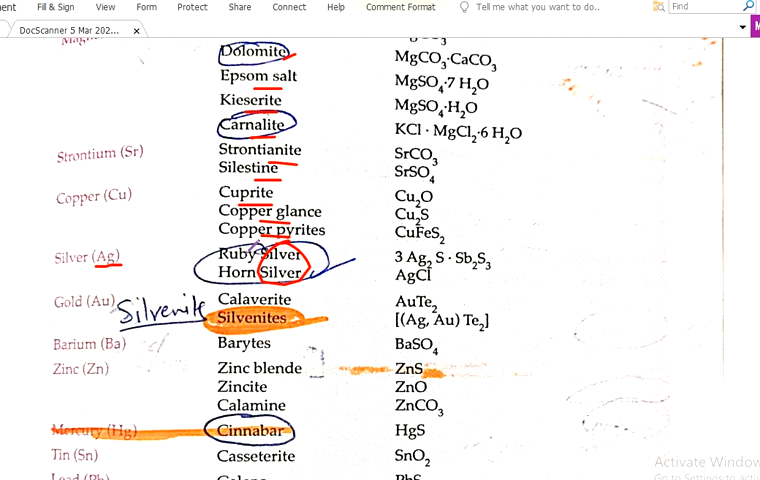 ment Fill & Sign View Form Protect Share Connect Help Comment Format Tell me what you want to do.. Find
DocScanner 5 Mar 202... × Activate
Dolomite MgCO₃·CaCO₃
Epsom salt MgSO₄·7 H₂O
Kieserite MgSO₄·H₂O
Carnalite KCl · MgCl₂·6 H₂O
Strontium (Sr) Strontianite SrCO₃
Silestine SrSO₄
Copper (Cu) Cuprite Cu₂O
Copper glance Cu₂S
Copper pyrites CuFeS₂
Silver (Ag) Ruby Silver 3 Ag₂ S · Sb₂S₃
Horn Silver AgCl
Gold (Au) Calaverite AuTe₂
Silvenite Silvenites [(Ag, Au) Te₂]
Barium (Ba) Barytes BaSO₄
Zinc (Zn) Zinc blende ZnS
Zincite ZnO
Calamine ZnCO₃
Mercury (Hg) Cinnabar HgS
Tin (Sn) Casseterite SnO₂
Activate Window